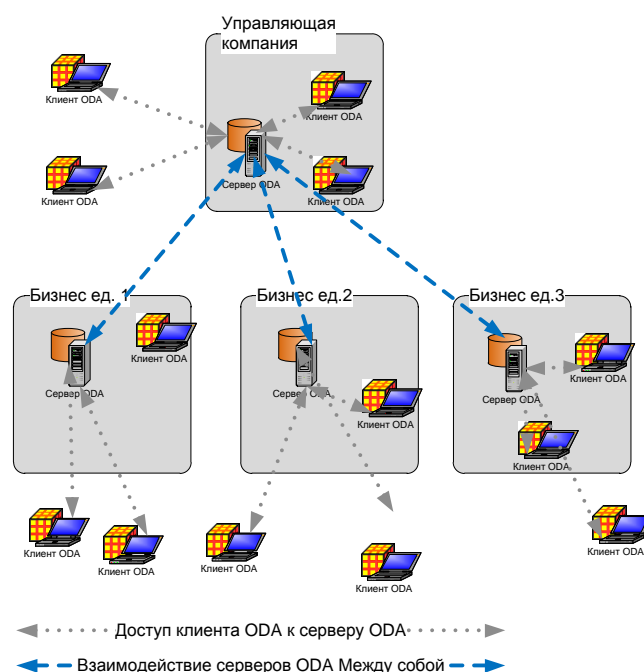 Управляющая
компания
Клиент ODA
Клиент ODA
Клиент ODA
Клиент ODA
Сервер ODA
Бизнес ед. 1
Бизнес ед.2
Бизнес ед.3
Клиент ODA
Сервер ODA
Сервер ODA
Клиент ODA
Сервер ODA
Клиент ODA
Клиент ODA
Клиент ODA
Клиент ODA
Клиент ODA
Клиент ODA
Клиент ODA
Доступ клиента ODA к серверу ODA
Взаимодействие серверов ODA Между собой